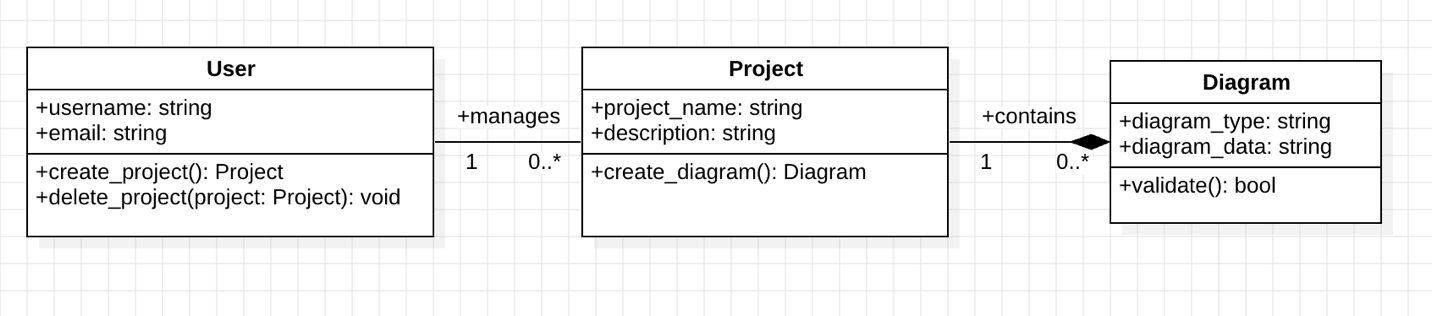 User
+username: string
+email: string
+create_project(): Project
+delete_project(project: Project): void
+manages
1
0..*
Project
+project_name: string
+description: string
+create_diagram(): Diagram
+contains
1
0..*
Diagram
+diagram_type: string
+diagram_data: string
+validate(): bool